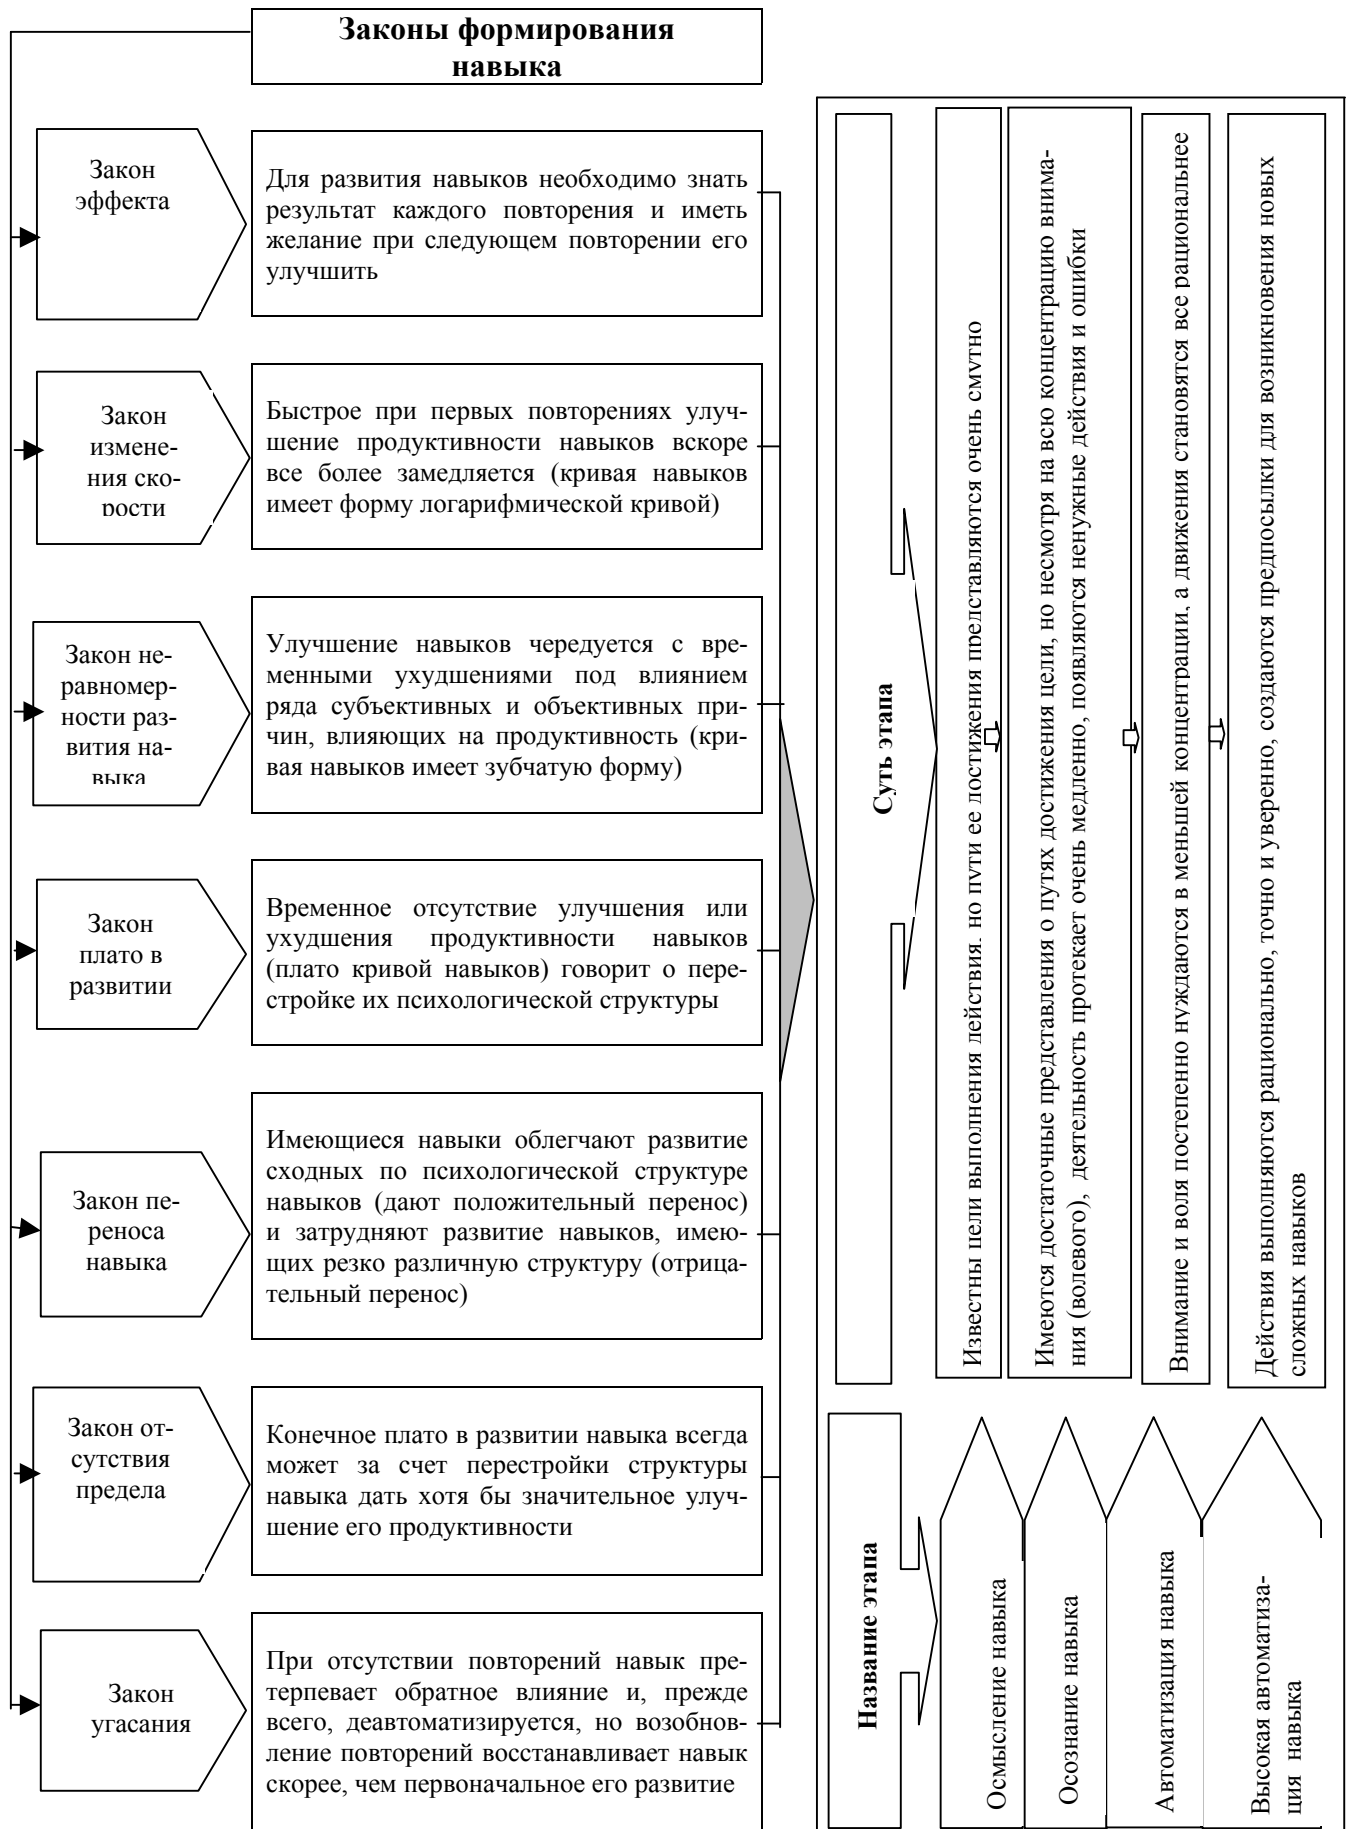 Законы формирования
навыка
Закон
эффекта
Для развития навыков необходимо знать
результат каждого повторения и иметь
желание при следующем повторении его
улучшить
Закон
измене-
ния ско-
рости
Быстрое при первых повторениях улуч-
шение продуктивности навыков вскоре
все более замедляется (кривая навыков
имеет форму логарифмической кривой)
Закон не-
равномер-
ности раз-
вития на-
выка
Улучшение навыков чередуется с вре-
менными ухудшениями под влиянием
ряда субъективных и объективных при-
чин, влияющих на продуктивность (кри-
вая навыков имеет зубчатую форму)
Закон
плато в
развитии
Временное отсутствие улучшения или
ухудшения продуктивности навыков
(плато кривой навыков) говорит о пере-
стройке их психологической структуры
Закон пе-
реноса
навыка
Имеющиеся навыки облегчают развитие
сходных по психологической структуре
навыков (дают положительный перенос)
и затрудняют развитие навыков, имею-
щих резко различную структуру (отрица-
тельный перенос)
Закон от-
сутствия
предела
Конечное плато в развитии навыка всегда
может за счет перестройки структуры
навыка дать хотя бы значительное улуч-
шение его продуктивности
Закон
угасания
При отсутствии повторений навык пре-
терпевает обратное влияние и, прежде
всего, деавтоматизируется, но возобнов-
ление повторений восстанавливает навык
скорее, чем первоначальное его развитие
Название этапа
Суть этапа
Осмысление навыка
Известны цели выполнения действия, но пути ее достижения представляются очень смутно
Осознание навыка
Имеются достаточные представления о путях достижения цели, но несмотря на всю концентрацию внима-
ния (волевого), деятельность протекает очень медленно, появляются ненужные действия и ошибки
Автоматизация навыка
Внимание и воля постепенно нуждаются в меньшей концентрации, а движения становятся все рациональнее
Высокая автоматиза-
ция навыка
Действия выполняются рационально, точно и уверенно, создаются предпосылки для возникновения новых
сложных навыков